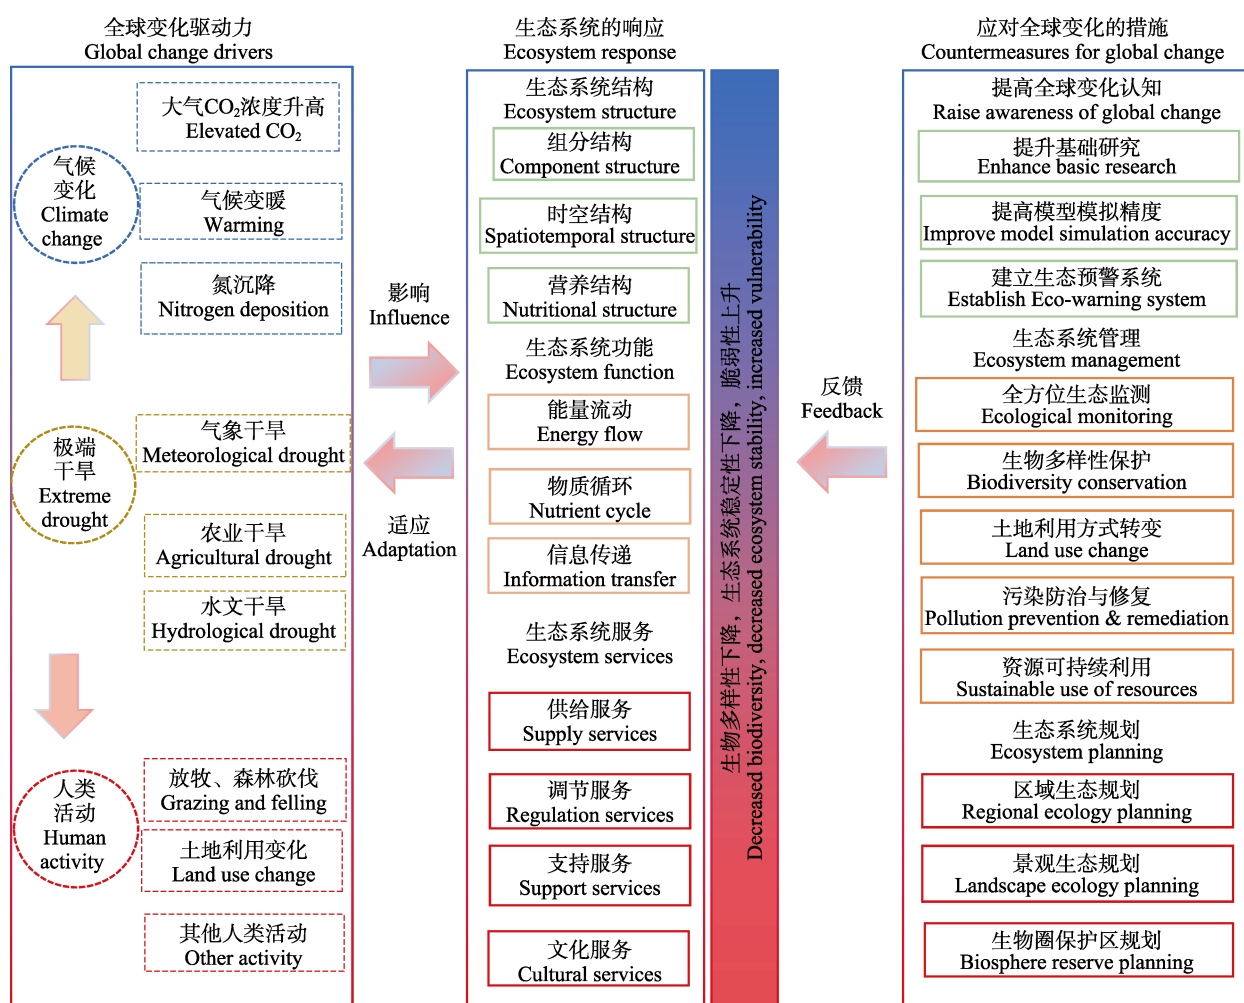 全球变化驱动力
Global change drivers
气候
变化
Climate
change
大气CO₂浓度升高
Elevated CO₂
气候变暖
Warming
氮沉降
Nitrogen deposition
极端
干旱
Extreme
drought
气象干旱
Meteorological drought
农业干旱
Agricultural drought
水文干旱
Hydrological drought
人类
活动
Human
activity
放牧、森林砍伐
Grazing and felling
土地利用变化
Land use change
其他人类活动
Other activity
影响
Influence
适应
Adaptation
生态系统的响应
Ecosystem response
生态系统结构
Ecosystem structure
组分结构
Component structure
时空结构
Spatiotemporal structure
营养结构
Nutritional structure
生态系统功能
Ecosystem function
能量流动
Energy flow
物质循环
Nutrient cycle
信息传递
Information transfer
生态系统服务
Ecosystem services
供给服务
Supply services
调节服务
Regulation services
支持服务
Support services
文化服务
Cultural services
生物多样性下降，生态系统稳定性下降，脆弱性上升
Decreased biodiversity, decreased ecosystem stability, increased vulnerability
反馈
Feedback
应对全球变化的措施
Countermeasures for global change
提高全球变化认知
Raise awareness of global change
提升基础研究
Enhance basic research
提高模型模拟精度
Improve model simulation accuracy
建立生态预警系统
Establish Eco-warning system
生态系统管理
Ecosystem management
全方位生态监测
Ecological monitoring
生物多样性保护
Biodiversity conservation
土地利用方式转变
Land use change
污染防治与修复
Pollution prevention & remediation
资源可持续利用
Sustainable use of resources
生态系统规划
Ecosystem planning
区域生态规划
Regional ecology planning
景观生态规划
Landscape ecology planning
生物圈保护区规划
Biosphere reserve planning